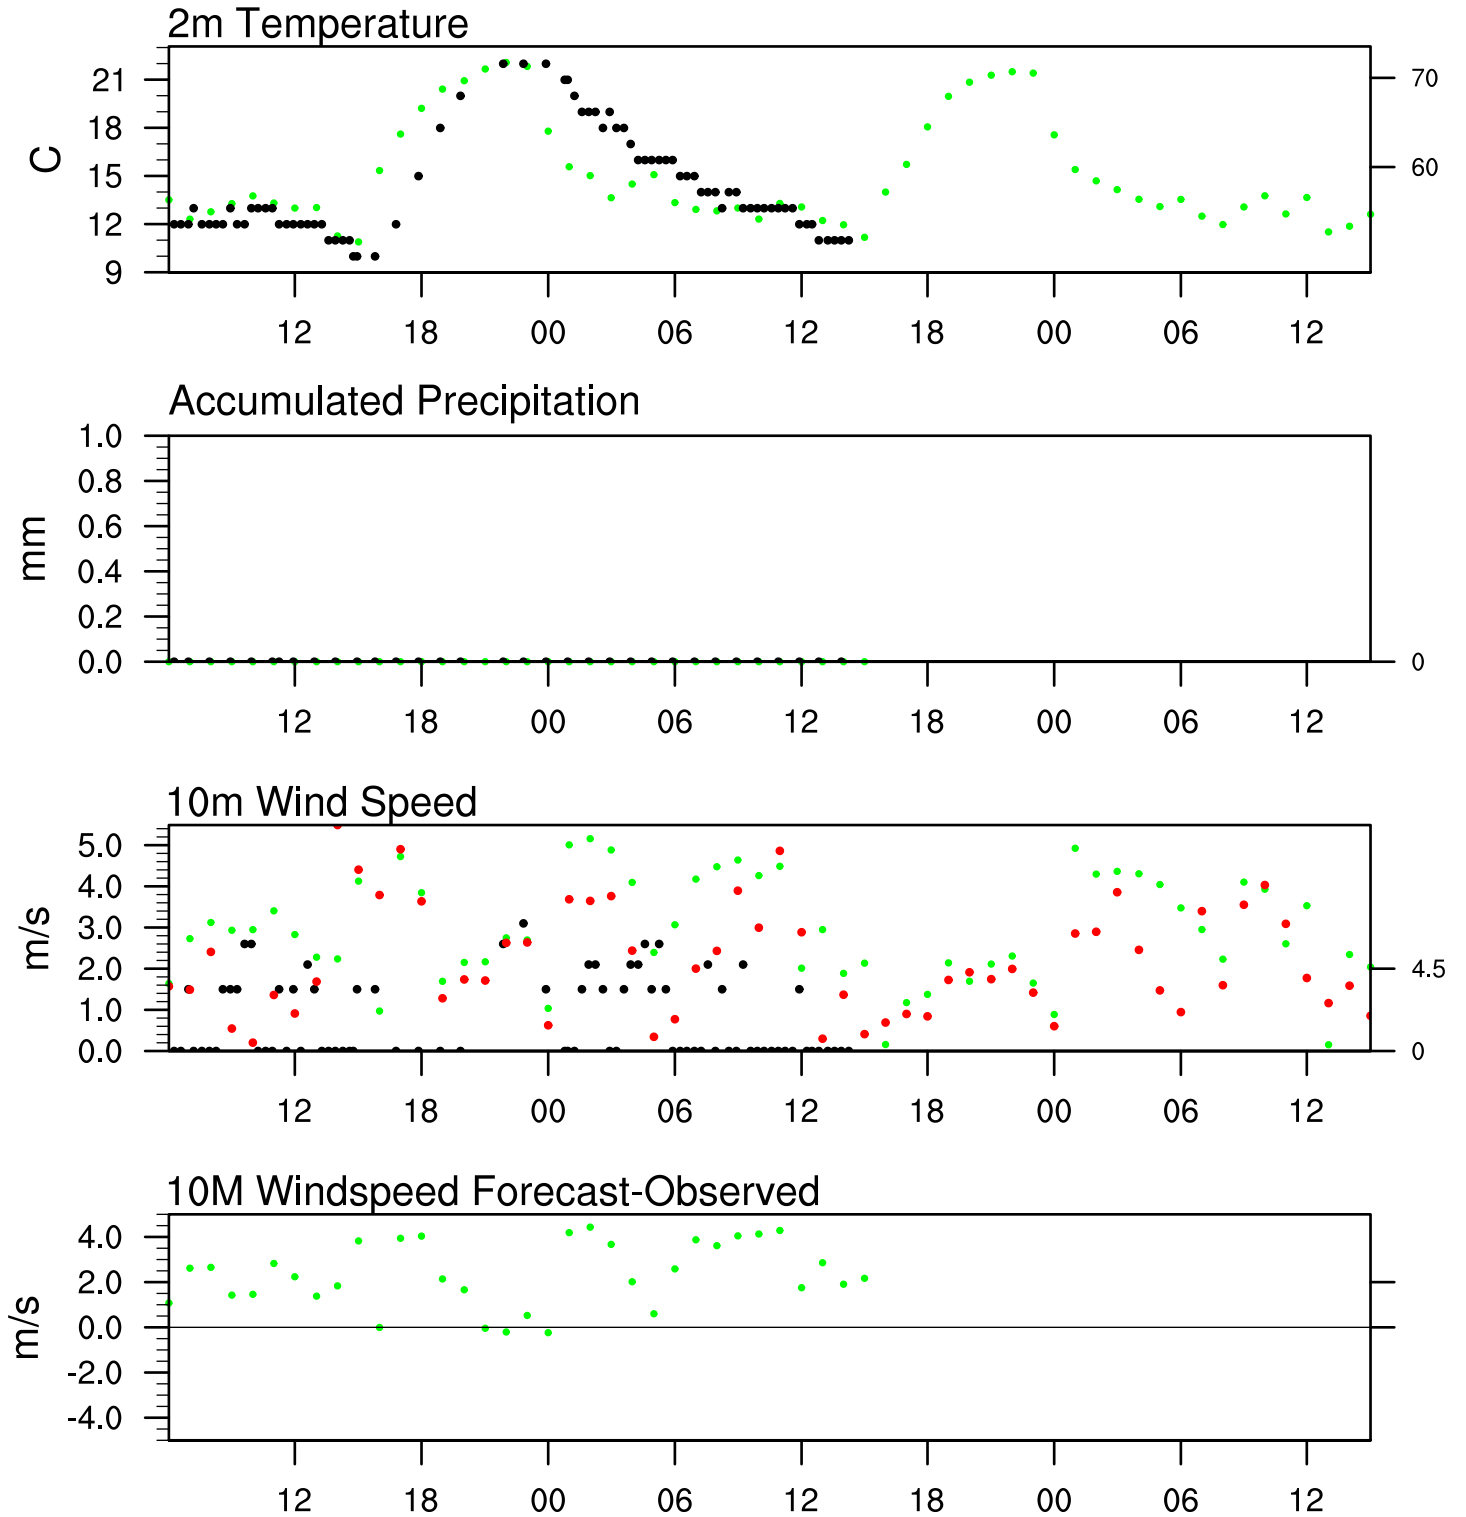 2m Temperature
21
18
15
12
9
C
70
60
12 18 00 06 12 18 00 06 12
Accumulated Precipitation
1.0
0.8
0.6
0.4
0.2
0.0
mm
0
12 18 00 06 12 18 00 06 12
10m Wind Speed
5.0
4.0
3.0
2.0
1.0
0.0
m/s
4.5
0
12 18 00 06 12 18 00 06 12
10M Windspeed Forecast-Observed
4.0
2.0
0.0
-2.0
-4.0
m/s
12 18 00 06 12 18 00 06 12